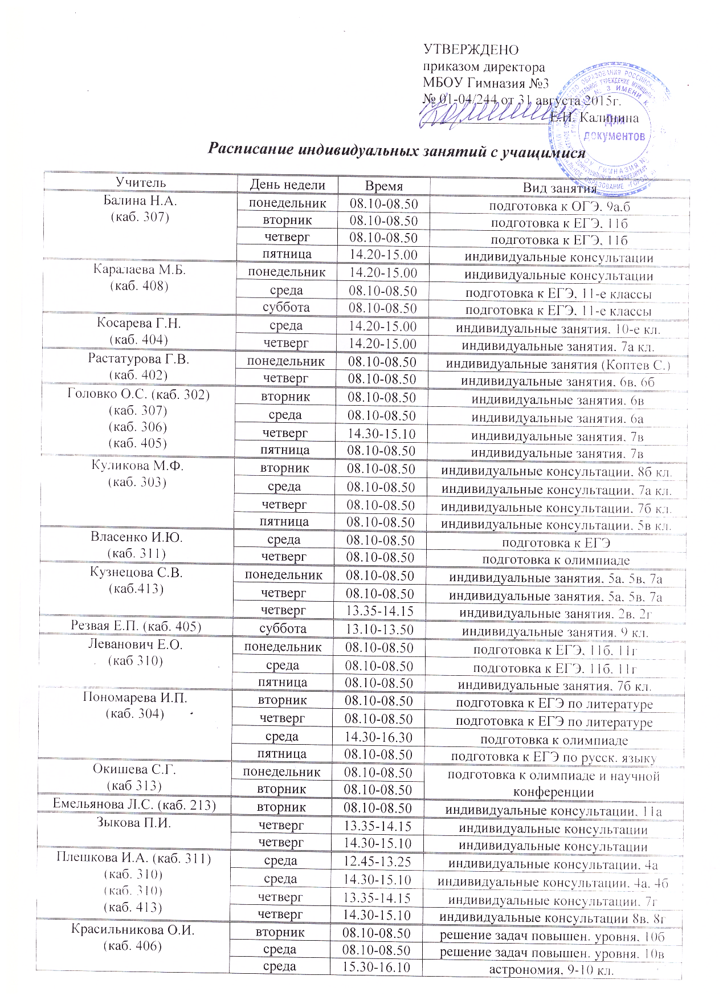 УТВЕРЖДЕНО
приказом директора
МБОУ Гимназия №3
№ 01-04/244 от 31 августа 2015г.
Е.Н. Калинина
Для
документов
Расписание индивидуальных занятий с учащимися
Учитель День недели Время Вид занятия
Балина Н.А. понедельник 08.10-08.50 подготовка к ОГЭ. 9а.б
(каб. 307) вторник 08.10-08.50 подготовка к ЕГЭ. 11б
четверг 08.10-08.50 подготовка к ЕГЭ. 11б
пятница 14.20-15.00 индивидуальные консультации
Каралаева М.Б. понедельник 14.20-15.00 индивидуальные консультации
(каб. 408) среда 08.10-08.50 подготовка к ЕГЭ. 11-е классы
суббота 08.10-08.50 подготовка к ЕГЭ. 11-е классы
Косарева Г.Н. среда 14.20-15.00 индивидуальные занятия. 10-е кл.
(каб. 404) четверг 14.20-15.00 индивидуальные занятия. 7а кл.
Растатурова Г.В. понедельник 08.10-08.50 индивидуальные занятия (Коптев С.)
(каб. 402) четверг 08.10-08.50 индивидуальные занятия. 6в. 6б
Головко О.С. (каб. 302) вторник 08.10-08.50 индивидуальные занятия. 6в
(каб. 307) среда 08.10-08.50 индивидуальные занятия. 6а
(каб. 306) четверг 14.30-15.10 индивидуальные занятия. 7в
(каб. 405) пятница 08.10-08.50 индивидуальные занятия. 7в
Куликова М.Ф. вторник 08.10-08.50 индивидуальные консультации. 8б кл.
(каб. 303) среда 08.10-08.50 индивидуальные консультации. 7а кл.
четверг 08.10-08.50 индивидуальные консультации. 7б кл.
пятница 08.10-08.50 индивидуальные консультации. 5в кл.
Власенко И.Ю. среда 08.10-08.50 подготовка к ЕГЭ
(каб. 311) четверг 08.10-08.50 подготовка к олимпиаде
Кузнецова С.В. понедельник 08.10-08.50 индивидуальные занятия. 5а. 5в. 7а
(каб.413) четверг 08.10-08.50 индивидуальные занятия. 5а. 5в. 7а
четверг 13.35-14.15 индивидуальные занятия. 2в. 2г
Резвая Е.П. (каб. 405) суббота 13.10-13.50 индивидуальные занятия. 9 кл.
Леванович Е.О. понедельник 08.10-08.50 подготовка к ЕГЭ. 11б. 11г
(каб 310) среда 08.10-08.50 подготовка к ЕГЭ. 11б. 11г
пятница 08.10-08.50 индивидуальные занятия. 7б кл.
Пономарева И.П. вторник 08.10-08.50 подготовка к ЕГЭ по литературе
(каб. 304) четверг 08.10-08.50 подготовка к ЕГЭ по литературе
среда 14.30-16.30 подготовка к олимпиаде
пятница 08.10-08.50 подготовка к ЕГЭ по русск. языку
Окишева С.Г. понедельник 08.10-08.50 подготовка к олимпиаде и научной
(каб 313) вторник 08.10-08.50 конференции
Емельянова Л.С. (каб. 213) вторник 08.10-08.50 индивидуальные консультации. 11а
Зыкова П.И. четверг 13.35-14.15 индивидуальные консультации
четверг 14.30-15.10 индивидуальные консультации
Плешкова И.А. (каб. 311) среда 12.45-13.25 индивидуальные консультации. 4а
(каб. 310) среда 14.30-15.10 индивидуальные консультации. 4а. 4б
(каб. 310) четверг 13.35-14.15 индивидуальные консультации. 7г
(каб. 413) четверг 14.30-15.10 индивидуальные консультации 8в. 8г
Красильникова О.И. вторник 08.10-08.50 решение задач повышен. уровня. 10б
(каб. 406) среда 08.10-08.50 решение задач повышен. уровня. 10в
среда 15.30-16.10 астрономия. 9-10 кл.